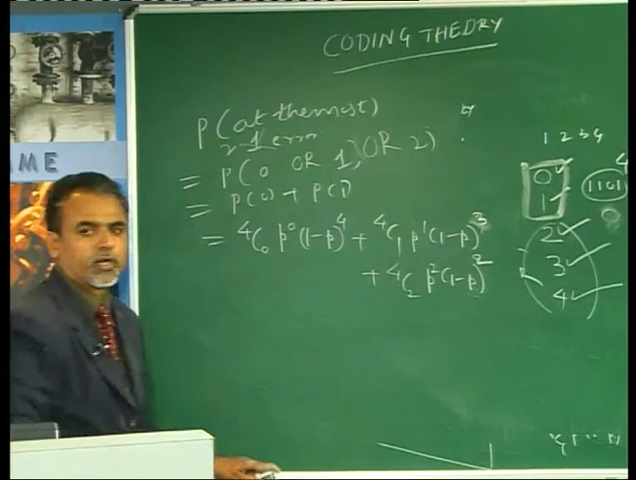 CODING THEORY
P(at the most
1 error)
= P(0 OR 1, OR 2)
= P(0) + P(1)
= ⁴C₀ p⁰(1-p)⁴ + ⁴C₁ p¹(1-p)³
+ ⁴C₂ p²(1-p)²
1 2 3 4
0
1
2
3
4
1101
4
ME